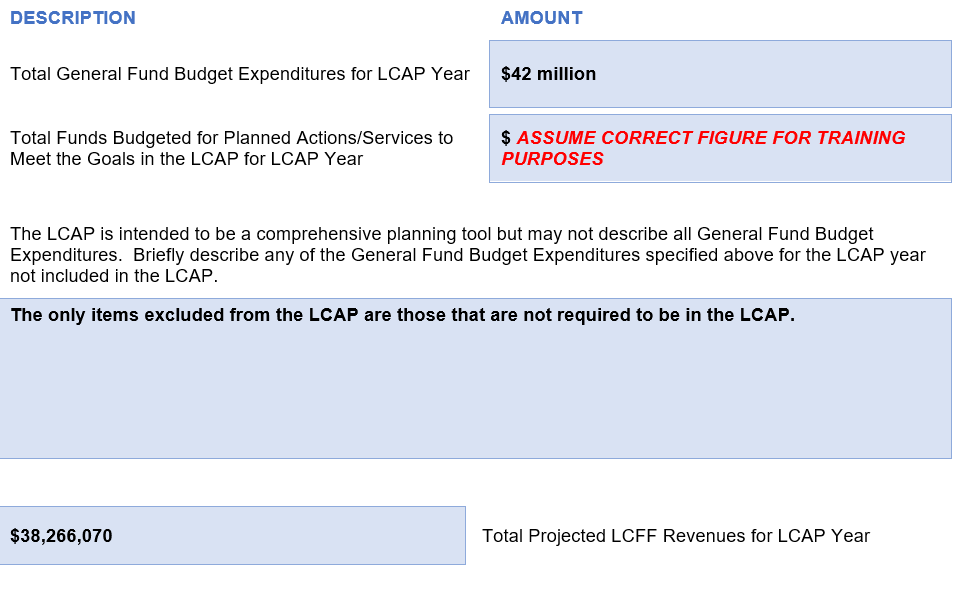 DESCRIPTION
AMOUNT
Total General Fund Budget Expenditures for LCAP Year
$42 million
Total Funds Budgeted for Planned Actions/Services to
Meet the Goals in the LCAP for LCAP Year
$ ASSUME CORRECT FIGURE FOR TRAINING
PURPOSES
The LCAP is intended to be a comprehensive planning tool but may not describe all General Fund Budget
Expenditures.  Briefly describe any of the General Fund Budget Expenditures specified above for the LCAP year
not included in the LCAP.
The only items excluded from the LCAP are those that are not required to be in the LCAP.
$38,266,070
Total Projected LCFF Revenues for LCAP Year